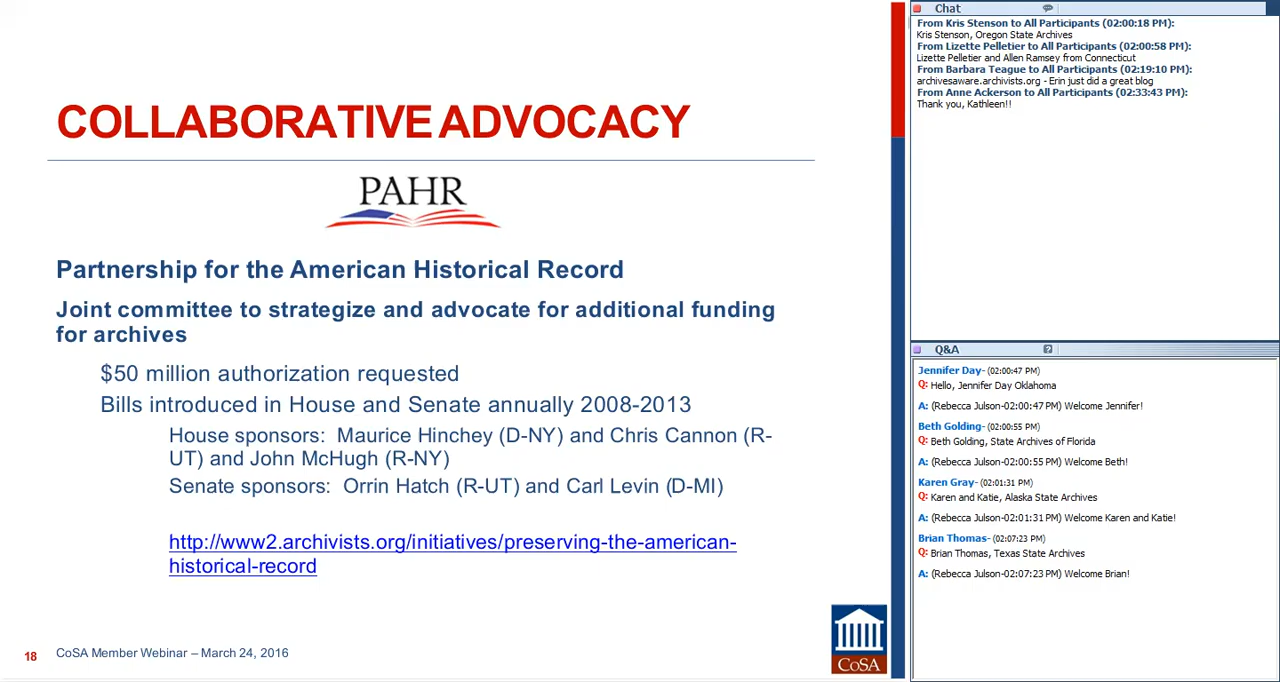 COLLABORATIVE ADVOCACY
PAHR
Partnership for the American Historical Record
Joint committee to strategize and advocate for additional funding
for archives
$50 million authorization requested
Bills introduced in House and Senate annually 2008-2013
House sponsors: Maurice Hinchey (D-NY) and Chris Cannon (R-
UT) and John McHugh (R-NY)
Senate sponsors: Orrin Hatch (R-UT) and Carl Levin (D-MI)
http://www2.archivists.org/initiatives/preserving-the-american-
historical-record
18 CoSA Member Webinar – March 24, 2016
CoSA
Chat
From Kris Stenson to All Participants (02:00:18 PM):
Kris Stenson, Oregon State Archives
From Lizette Pelletier to All Participants (02:00:58 PM):
Lizette Pelletier and Allen Ramsey from Connecticut
From Barbara Teague to All Participants (02:19:10 PM):
archivesaware.archivists.org - Erin just did a great blog
From Anne Ackerson to All Participants (02:33:43 PM):
Thank you, Kathleen!!
Q&A
Jennifer Day- (02:00:47 PM)
Q: Hello, Jennifer Day Oklahoma
A: (Rebecca Julson-02:00:47 PM) Welcome Jennifer!
Beth Golding- (02:00:55 PM)
Q: Beth Golding, State Archives of Florida
A: (Rebecca Julson-02:00:55 PM) Welcome Beth!
Karen Gray- (02:01:31 PM)
Q: Karen and Katie, Alaska State Archives
A: (Rebecca Julson-02:01:31 PM) Welcome Karen and Katie!
Brian Thomas- (02:07:23 PM)
Q: Brian Thomas, Texas State Archives
A: (Rebecca Julson-02:07:23 PM) Welcome Brian!